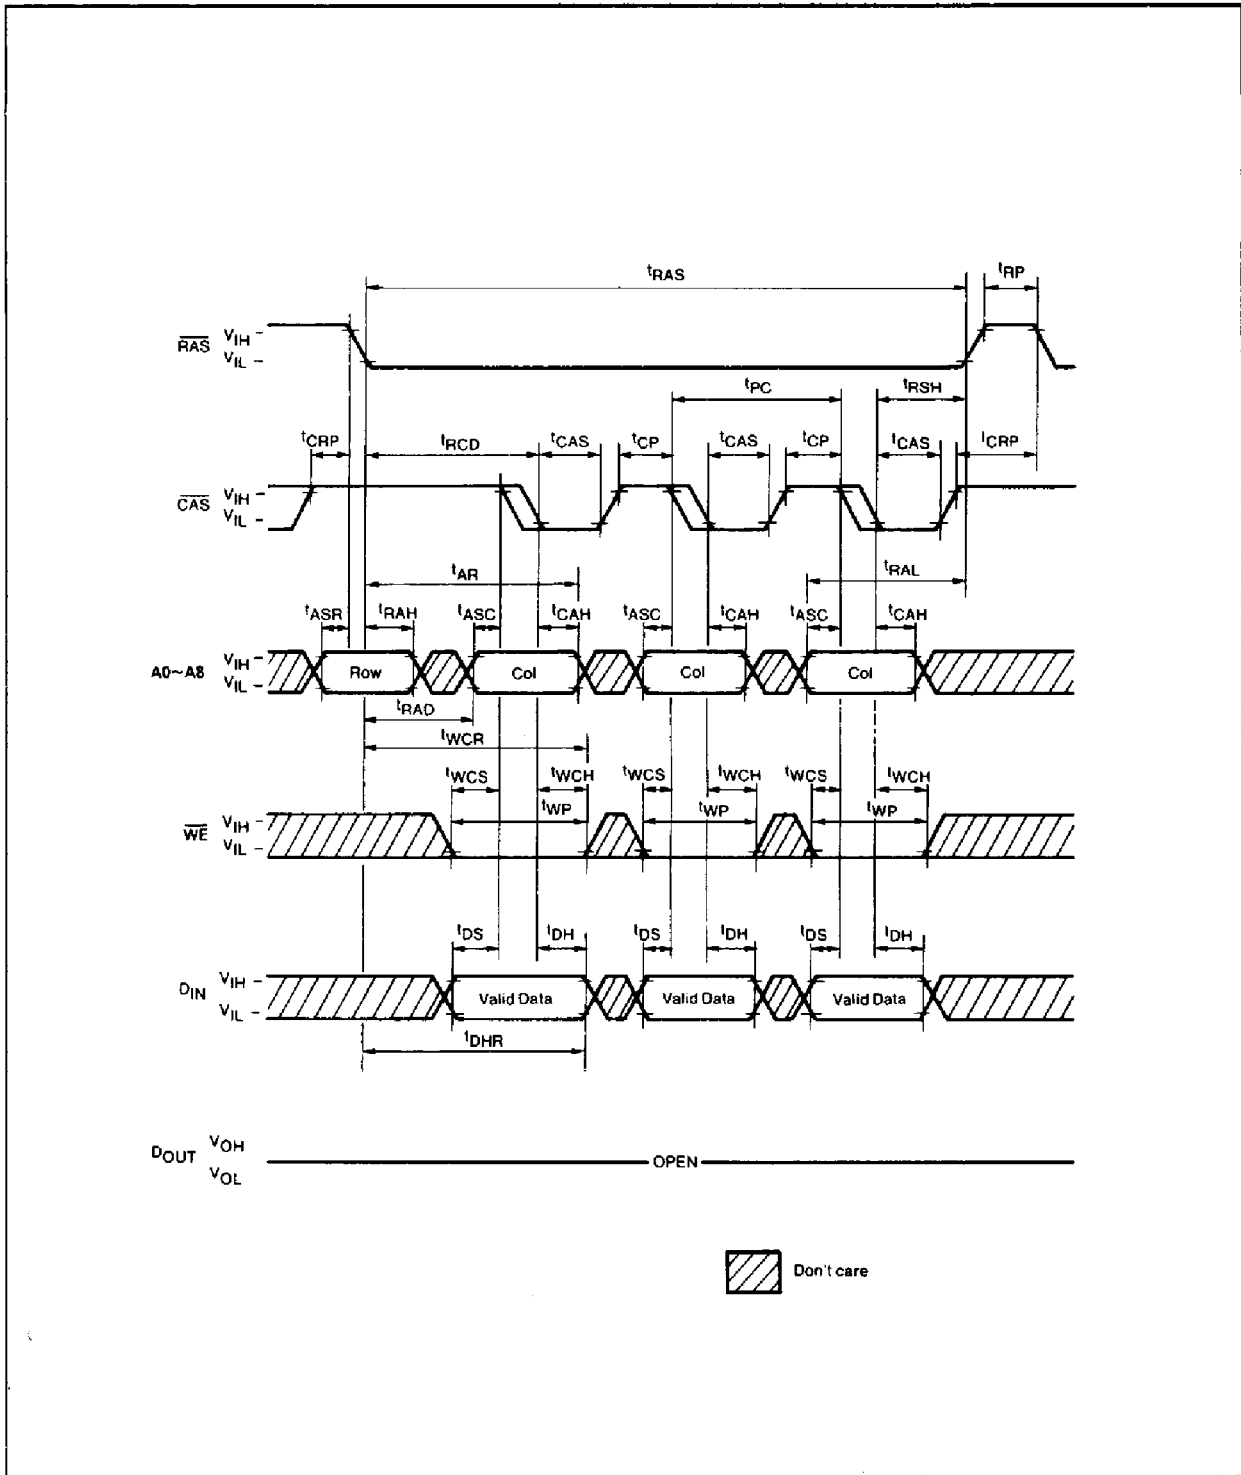 tRAS tRP
RAS VIH
VIL
tPC tRSH
tCRP tRCD tCAS tCP tCAS tCP tCAS tCRP
CAS VIH
VIL
tAR tRAL
tASR tRAH tASC tCAH tASC tCAH tASC tCAH
A0~A8 VIH
VIL
Row Col Col Col
tRAD
tWCR
tWCS tWCH tWCS tWCH tWCS tWCH
tWP tWP tWP
WE VIH
VIL
tDS tDH tDS tDH tDS tDH
DIN VIH
VIL
Valid Data Valid Data Valid Data
tDHR
DOUT VOH
VOL
OPEN
Don't care